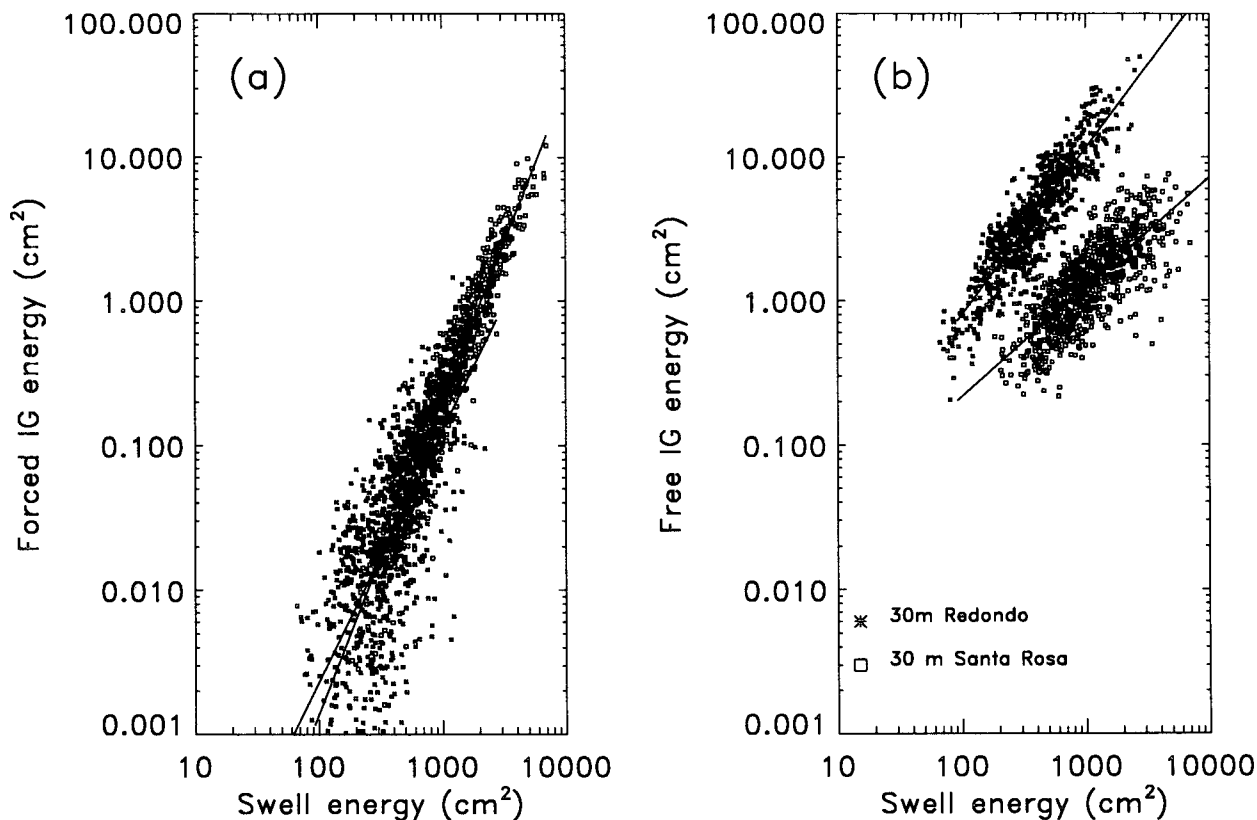 (a)
100.000
10.000
1.000
0.100
0.010
0.001
Forced IG energy (cm²)
10 100 1000 10000
Swell energy (cm²)
(b)
100.000
10.000
1.000
0.100
0.010
0.001
Free IG energy (cm²)
30m Redondo
30 m Santa Rosa
10 100 1000 10000
Swell energy (cm²)